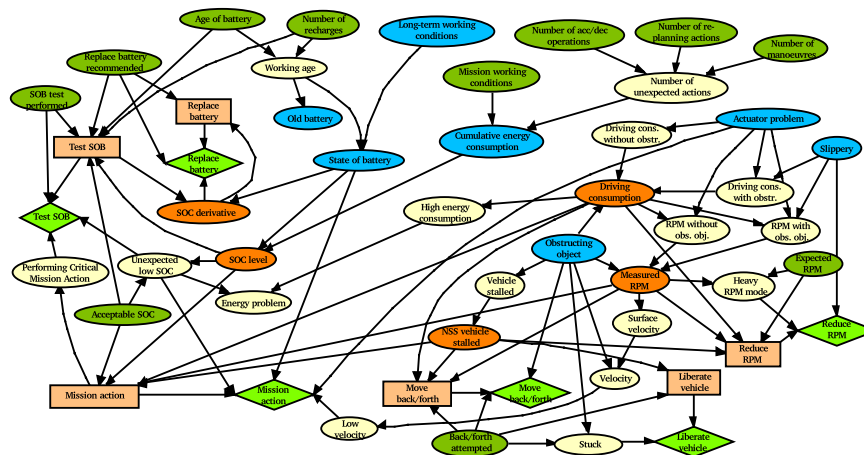 Age of battery
Number of
recharges
Long-term working
conditions
Number of acc/dec
operations
Number of re-
planning actions
Number of
manoeuvres
Replace battery
recommended
Working age
Mission working
conditions
Number of
unexpected actions
SOB test
performed
Replace
battery
Old battery
Cumulative energy
consumption
Driving cons.
without obstr.
Actuator problem
Slippery
Test SOB
Replace
battery
State of battery
Driving
consumption
Driving cons.
with obstr.
Test SOB
SOC derivative
High energy
consumption
RPM without
obs. obj.
RPM with
obs. obj.
Performing Critical
Mission Action
Unexpected
low SOC
SOC level
Obstructing
object
Expected
RPM
Energy problem
Vehicle
stalled
Measured
RPM
Heavy
RPM mode
Acceptable SOC
Surface
velocity
Reduce
RPM
NSS vehicle
stalled
Reduce
RPM
Mission action
Mission
action
Move
back/forth
Move
back/forth
Velocity
Liberate
vehicle
Low
velocity
Back/forth
attempted
Stuck
Liberate
vehicle